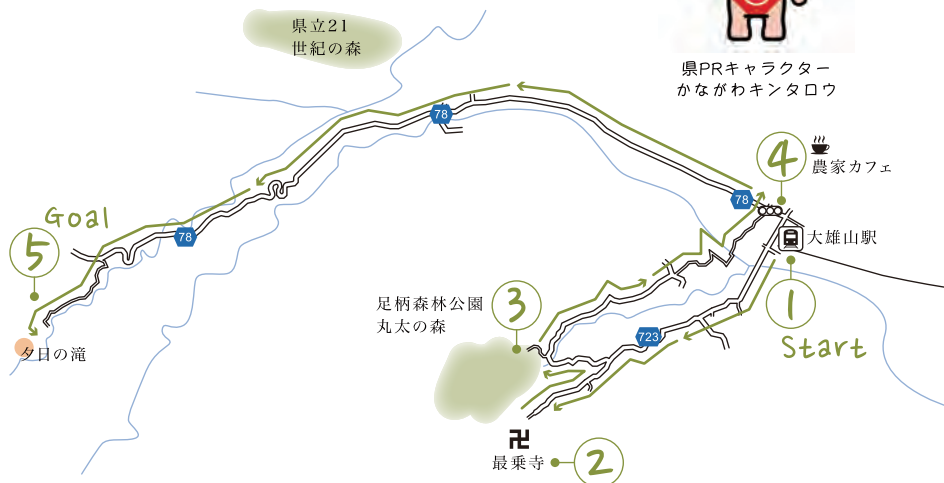 県立21
世紀の森
県PRキャラクター
かながわキンタロウ
78
4
農家カフェ
78
Goal
78
大雄山駅
5
足柄森林公園
丸太の森
3
1
723
Start
夕日の滝
卍
最乗寺
2